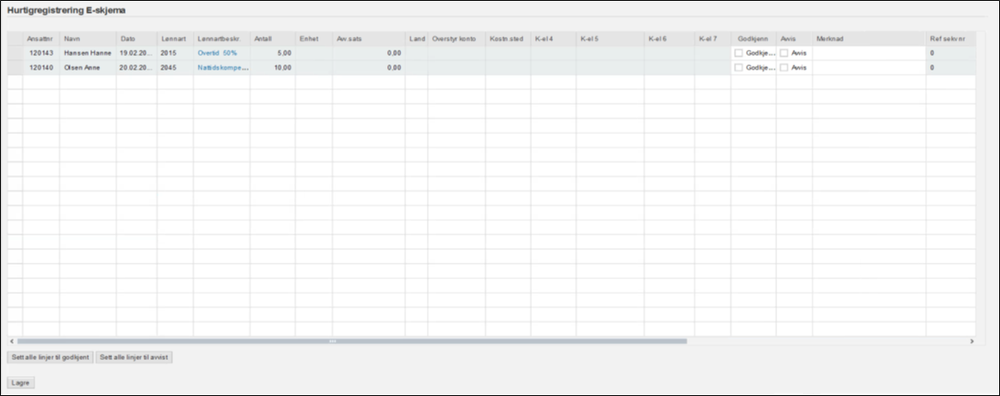 Hurtigregistrering E-skjema
Ansattnr Navn Dato Lønnart Lønnartbeskr. Antall Enhet Avv.sats Land Overstyr konto Kostn.sted K-el 4 K-el 5 K-el 6 K-el 7 Godkjenn Avvis Merknad Ref sekvnr
120143 Hansen Hanne 19.02.20... 2015 Overtid 50% 5,00 0,00 Godkje... Avvis 0
120140 Olsen Anne 20.02.20... 2045 Nattidskompe... 10,00 0,00 Godkje... Avvis 0
Sett alle linjer til godkjent Sett alle linjer til avvist
Lagre